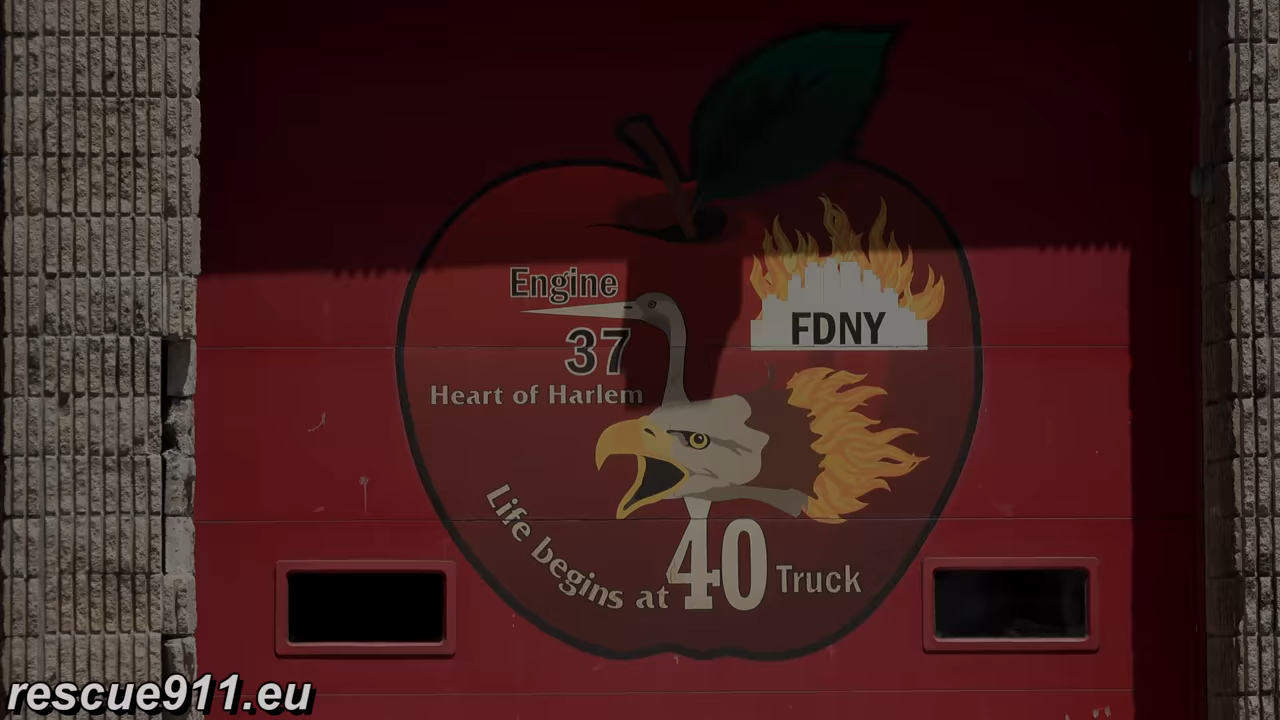 Engine
37
Heart of Harlem
FDNY
Life begins at 40 Truck
rescue911.eu